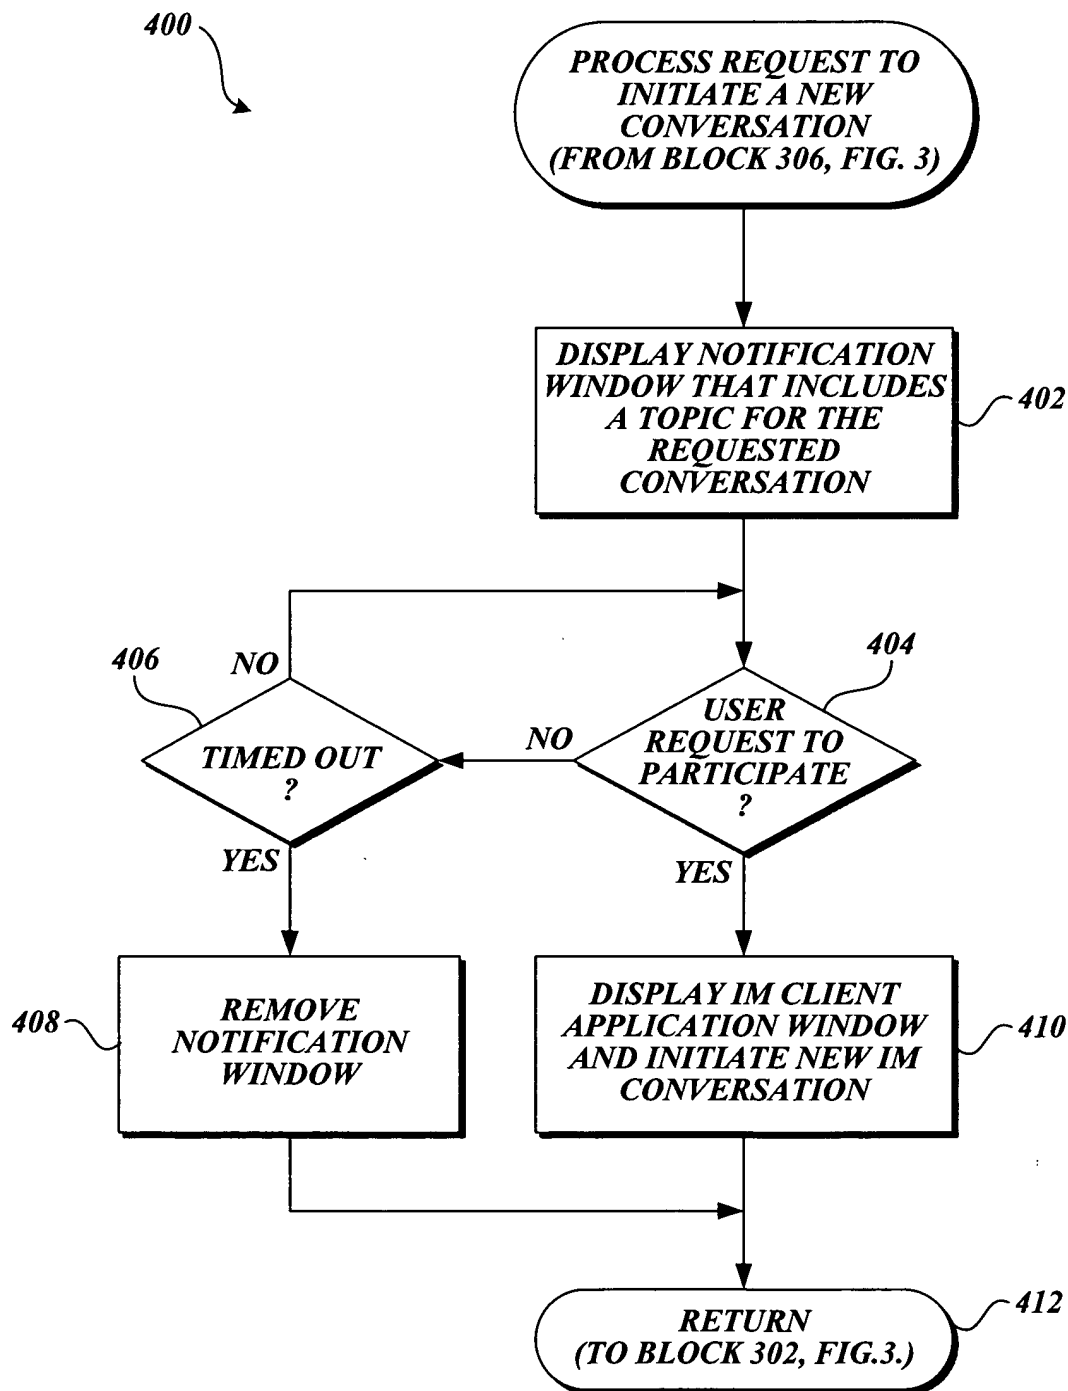 400
PROCESS REQUEST TO
INITIATE A NEW
CONVERSATION
(FROM BLOCK 306, FIG. 3)
DISPLAY NOTIFICATION
WINDOW THAT INCLUDES
A TOPIC FOR THE
REQUESTED
CONVERSATION
402
406
NO
404
TIMED OUT
?
NO
USER
REQUEST TO
PARTICIPATE
?
YES
YES
408
REMOVE
NOTIFICATION
WINDOW
DISPLAY IM CLIENT
APPLICATION WINDOW
AND INITIATE NEW IM
CONVERSATION
410
RETURN
(TO BLOCK 302, FIG.3.)
412